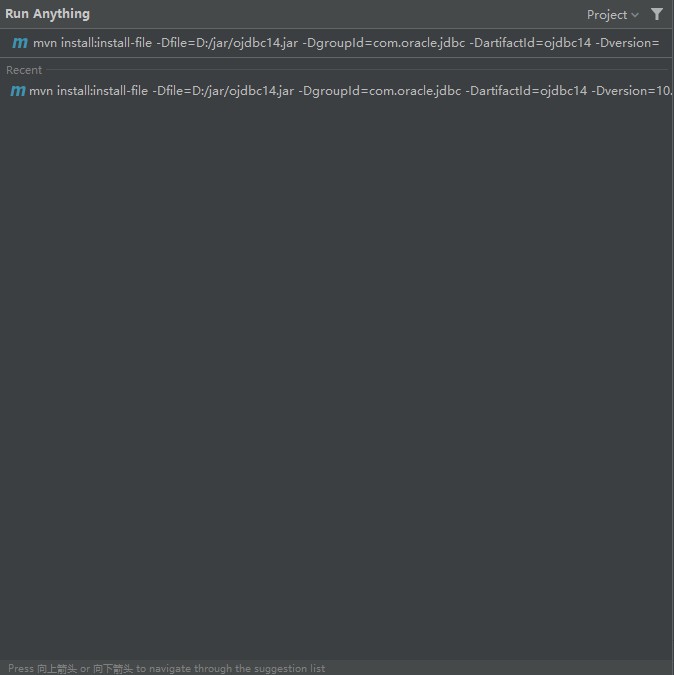 Run Anything
Project
m mvn install:install-file -Dfile=D:/jar/ojdbc14.jar -DgroupId=com.oracle.jdbc -DartifactId=ojdbc14 -Dversion=
Recent
m mvn install:install-file -Dfile=D:/jar/ojdbc14.jar -DgroupId=com.oracle.jdbc -DartifactId=ojdbc14 -Dversion=10.
Press 向上箭头 or 向下箭头 to navigate through the suggestion list